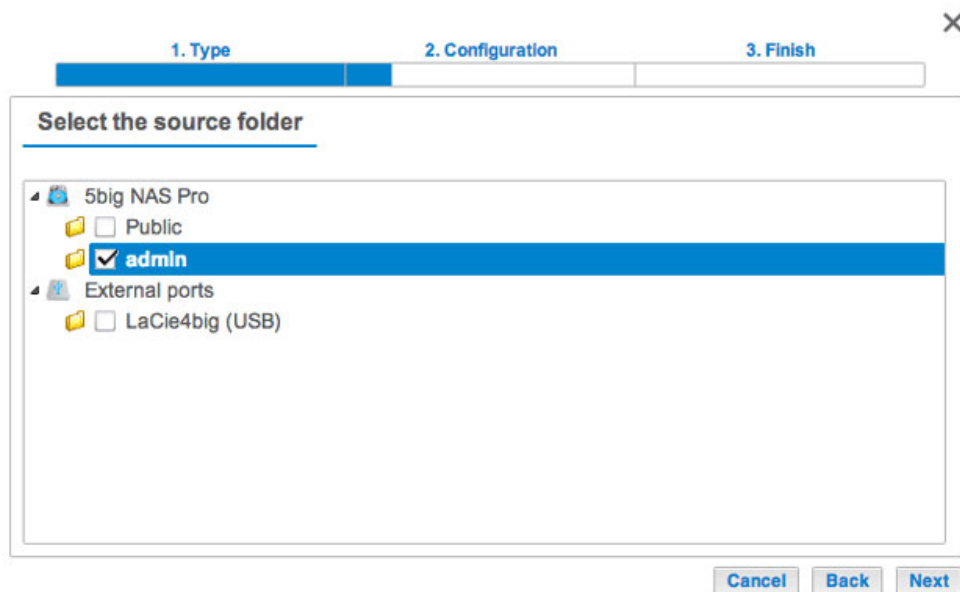 1. Type 2. Configuration 3. Finish
Select the source folder
5big NAS Pro
Public
admin
External ports
LaCie4big (USB)
Cancel Back Next